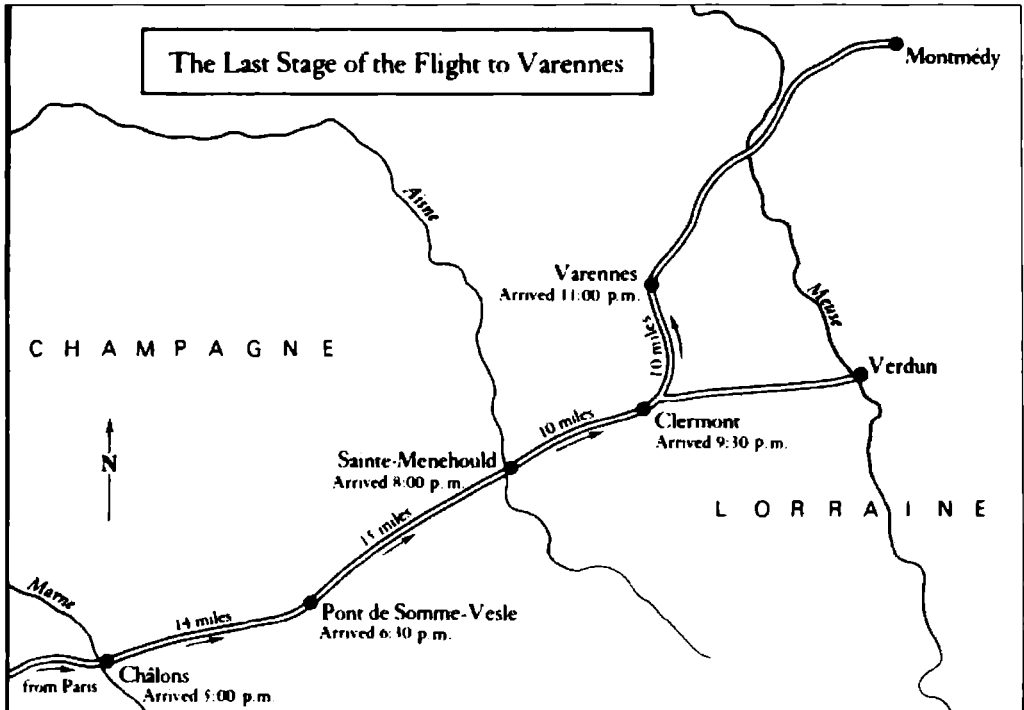 The Last Stage of the Flight to Varennes
Montmédy
Aisne
Varennes
Arrived 11:00 p.m.
Meuse
CHAMPAGNE
10 miles
Verdun
Clermont
Arrived 9:30 p.m.
10 miles
N
Sainte-Menehould
Arrived 8:00 p.m.
LORRAINE
15 miles
Marne
14 miles
Pont de Somme-Vesle
Arrived 6:30 p.m.
from Paris
Châlons
Arrived 5:00 p.m.